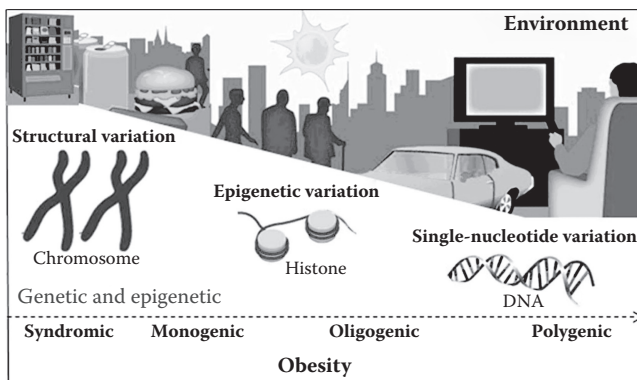 Environment
Structural variation
Chromosome
Epigenetic variation
Histone
Single-nucleotide variation
DNA
Genetic and epigenetic
Syndromic Monogenic Oligogenic Polygenic
Obesity